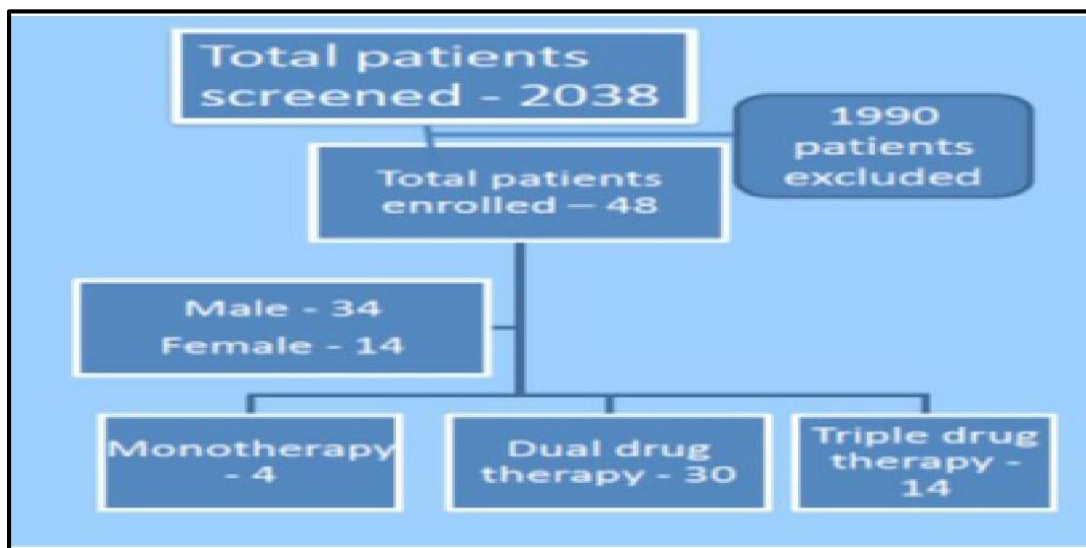 Total patients
screened - 2038
1990
patients
excluded
Total patients
enrolled – 48
Male - 34
Female - 14
Monotherapy
- 4
Dual drug
therapy - 30
Triple drug
therapy -
14